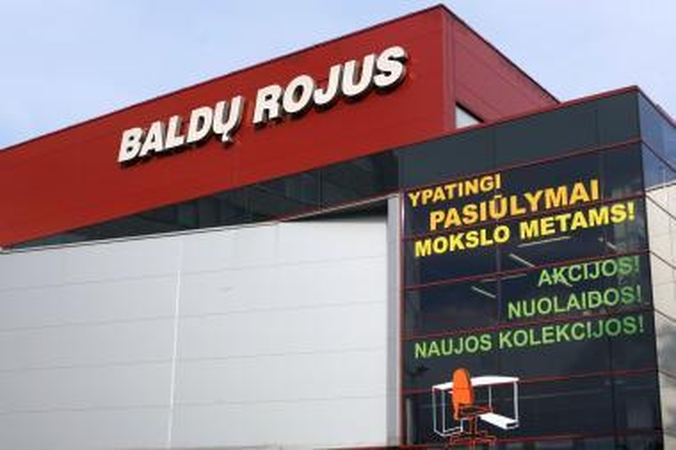 BALDŲ ROJUS
YPATINGI
PASIŪLYMAI
MOKSLO METAMS!
AKCIJOS!
NUOLAIDOS!
NAUJOS KOLEKCIJOS!